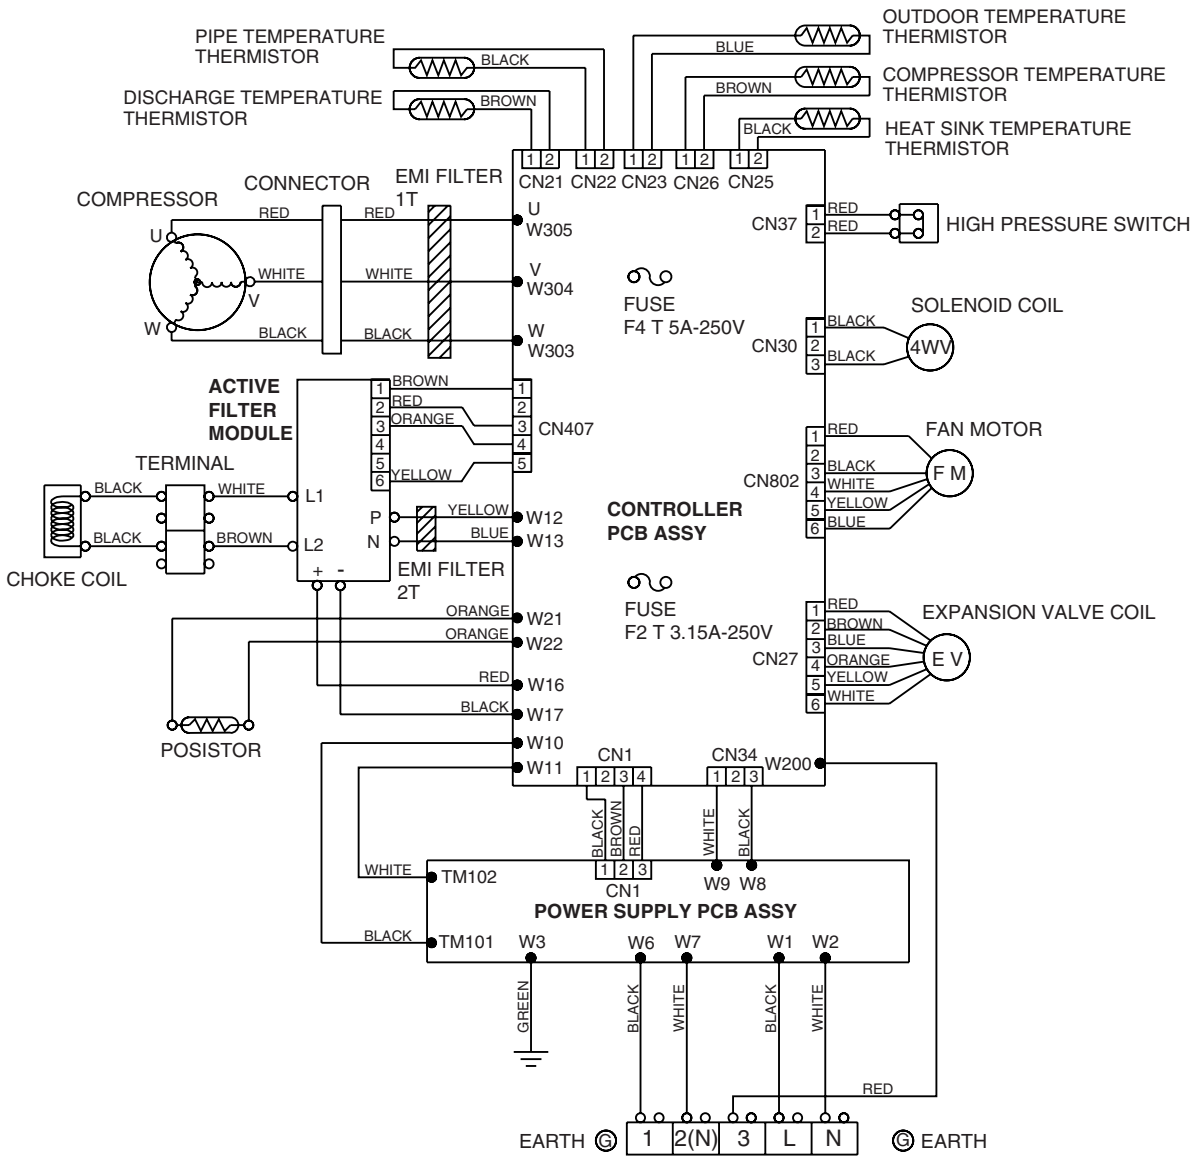 OUTDOOR TEMPERATURE
THERMISTOR
PIPE TEMPERATURE
THERMISTOR
BLUE
BLACK
COMPRESSOR TEMPERATURE
THERMISTOR
BROWN
DISCHARGE TEMPERATURE
THERMISTOR
BROWN
BLACK
HEAT SINK TEMPERATURE
THERMISTOR
1 2 1 2 1 2 1 2 1 2
CN21 CN22 CN23 CN26 CN25
COMPRESSOR
CONNECTOR
EMI FILTER
1T
RED RED
U
W305
U
WHITE WHITE
V
W304
V
W
BLACK BLACK
W
W303
CN37
1 RED
2 RED
HIGH PRESSURE SWITCH
FUSE
F4 T 5A-250V
SOLENOID COIL
CN30
1 BLACK
2
3 BLACK
4WV
ACTIVE
FILTER
MODULE
1 BROWN 1
2 RED 2
3 ORANGE 3
4 4
5 5
6 YELLOW
CN407
FAN MOTOR
CN802
1 RED
2
3 BLACK
4 WHITE
5 YELLOW
6 BLUE
F M
TERMINAL
BLACK WHITE L1
BLACK BROWN L2
CHOKE COIL
P YELLOW W12
N BLUE W13
+ -
EMI FILTER
2T
CONTROLLER
PCB ASSY
FUSE
F2 T 3.15A-250V
ORANGE W21
ORANGE W22
EXPANSION VALVE COIL
CN27
1 RED
2 BROWN
3 BLUE
4 ORANGE
5 YELLOW
6 WHITE
E V
RED W16
BLACK W17
POSISTOR
W10
W11
CN1
1 2 3 4
CN34
1 2 3
W200
BLACK
BROWN
RED
WHITE
BLACK
1 2 3
CN1
W9 W8
WHITE TM102
POWER SUPPLY PCB ASSY
BLACK TM101
W3 W6 W7 W1 W2
GREEN
BLACK
WHITE
BLACK
WHITE
RED
EARTH G 1 2(N) 3 L N G EARTH